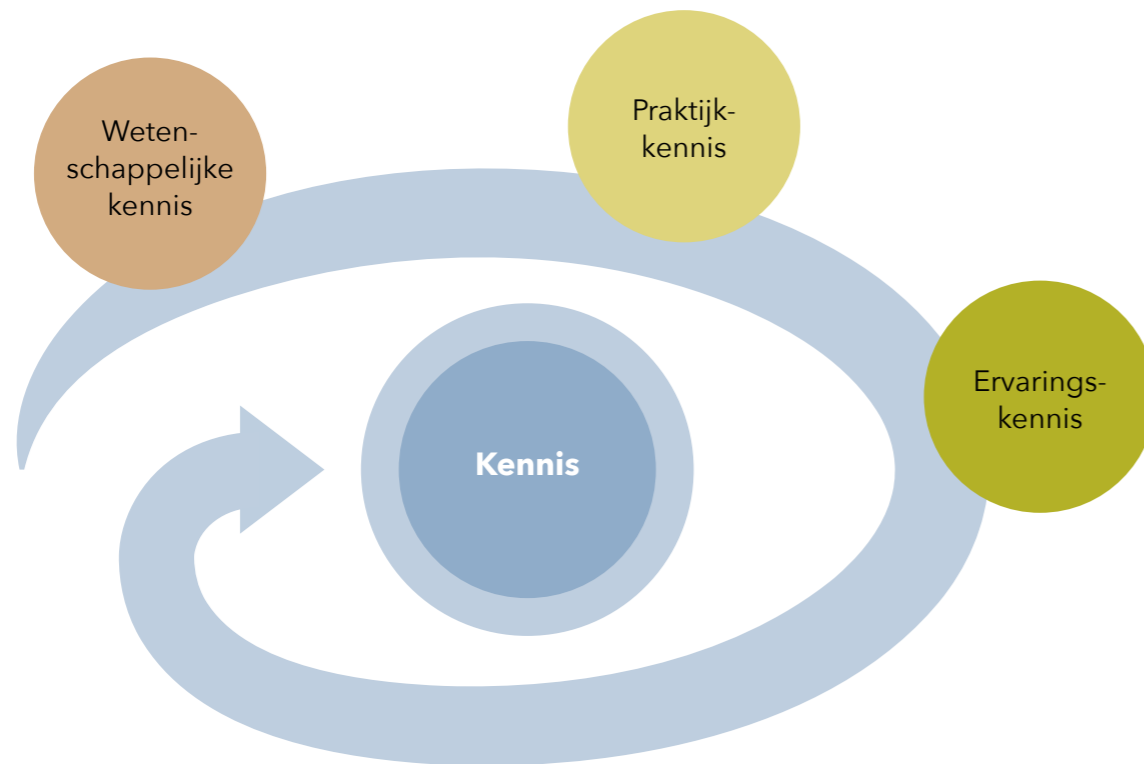 Weten-
schappelijke
kennis
Praktijk-
kennis
Ervarings-
kennis
Kennis